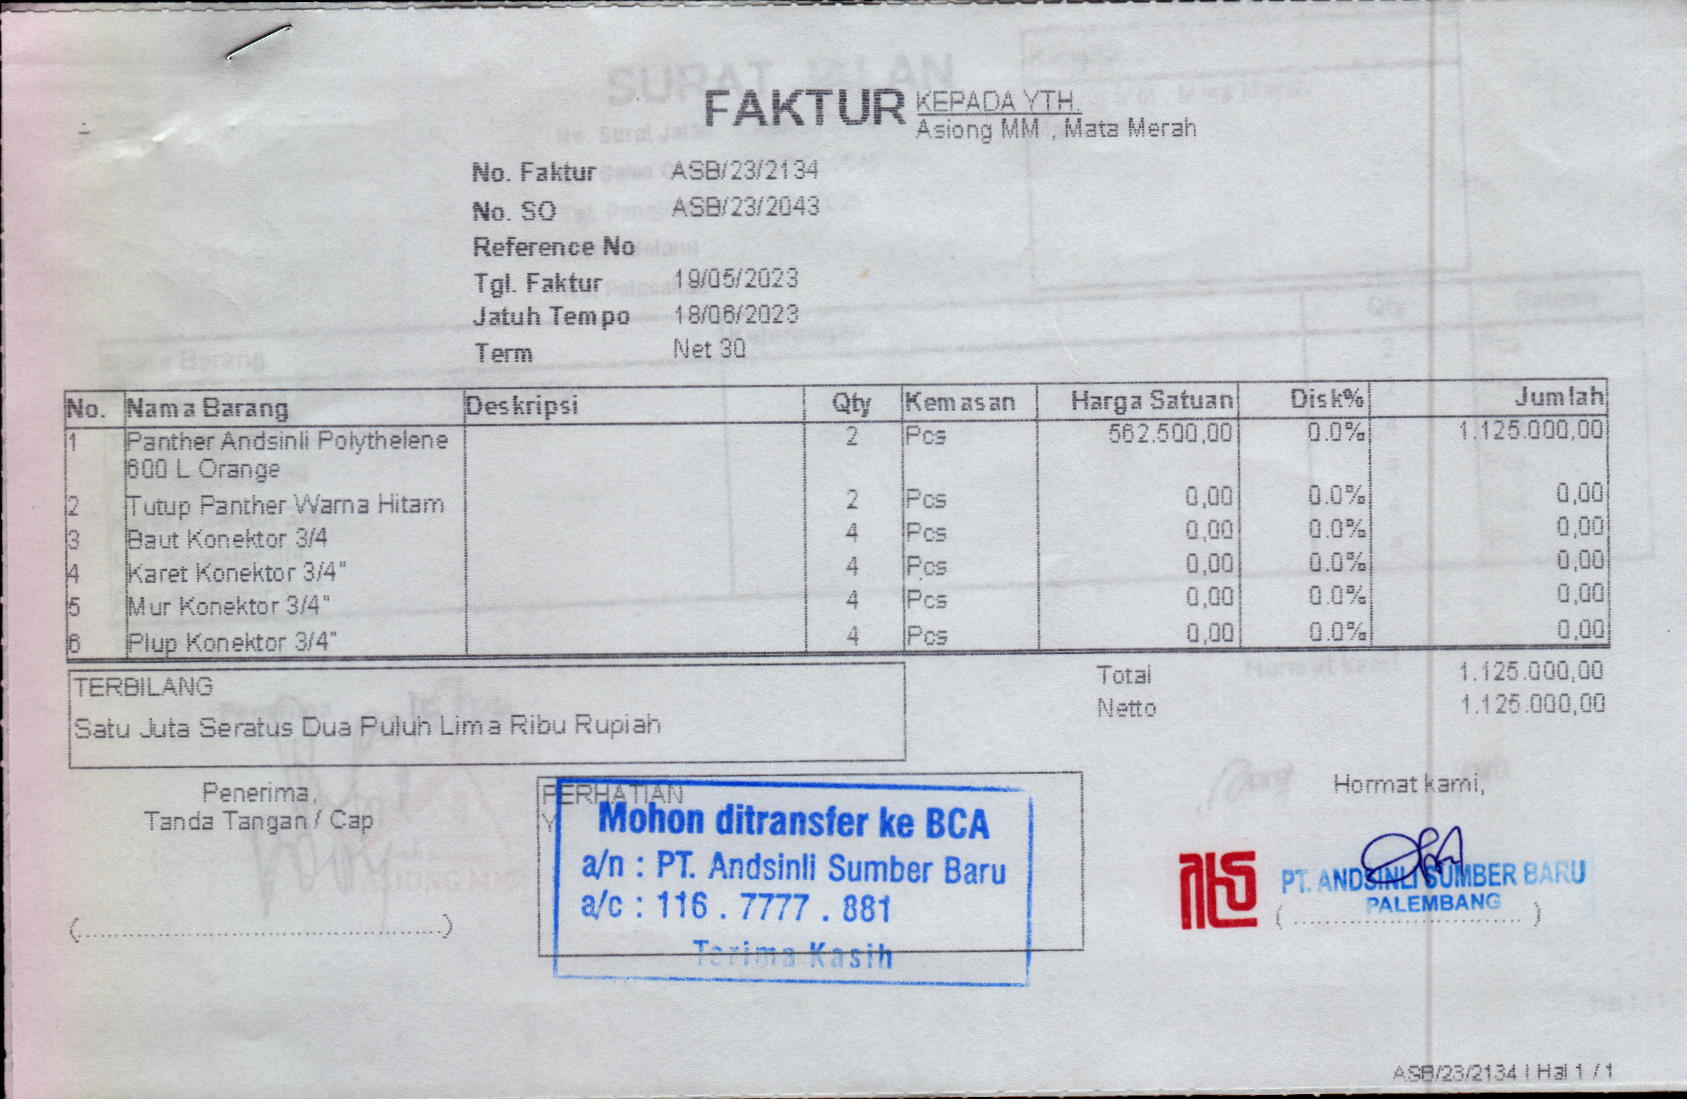 FAKTUR
KEPADA YTH.
Asiong MM , Mata Merah
No. Faktur ASB/23/2134
No. SO ASB/23/2043
Reference No
Tgl. Faktur 19/05/2023
Jatuh Tempo 18/06/2023
Term Net 30
No. Nama Barang Deskripsi Qty Kemasan Harga Satuan Disk% Jumlah
1 Panther Andsinli Polythelene 2 Pcs 562.500,00 0.0% 1.125.000,00
600 L Orange
2 Tutup Panther Warna Hitam 2 Pcs 0,00 0.0% 0,00
3 Baut Konektor 3/4 4 Pcs 0,00 0.0% 0,00
4 Karet Konektor 3/4" 4 Pcs 0,00 0.0% 0,00
5 Mur Konektor 3/4" 4 Pcs 0,00 0.0% 0,00
6 Plup Konektor 3/4" 4 Pcs 0,00 0.0% 0,00
Total 1.125.000,00
Netto 1.125.000,00
TERBILANG
Satu Juta Seratus Dua Puluh Lima Ribu Rupiah
Penerima,
Tanda Tangan / Cap
(..................................................)
PERHATIAN
Mohon ditransfer ke BCA
a/n : PT. Andsinli Sumber Baru
a/c : 116 . 7777 . 881
Terima Kasih
Hormat kami,
PT. ANDSINLI SUMBER BARU
PALEMBANG
(................................)
ASB/23/2134 | Hal 1 / 1